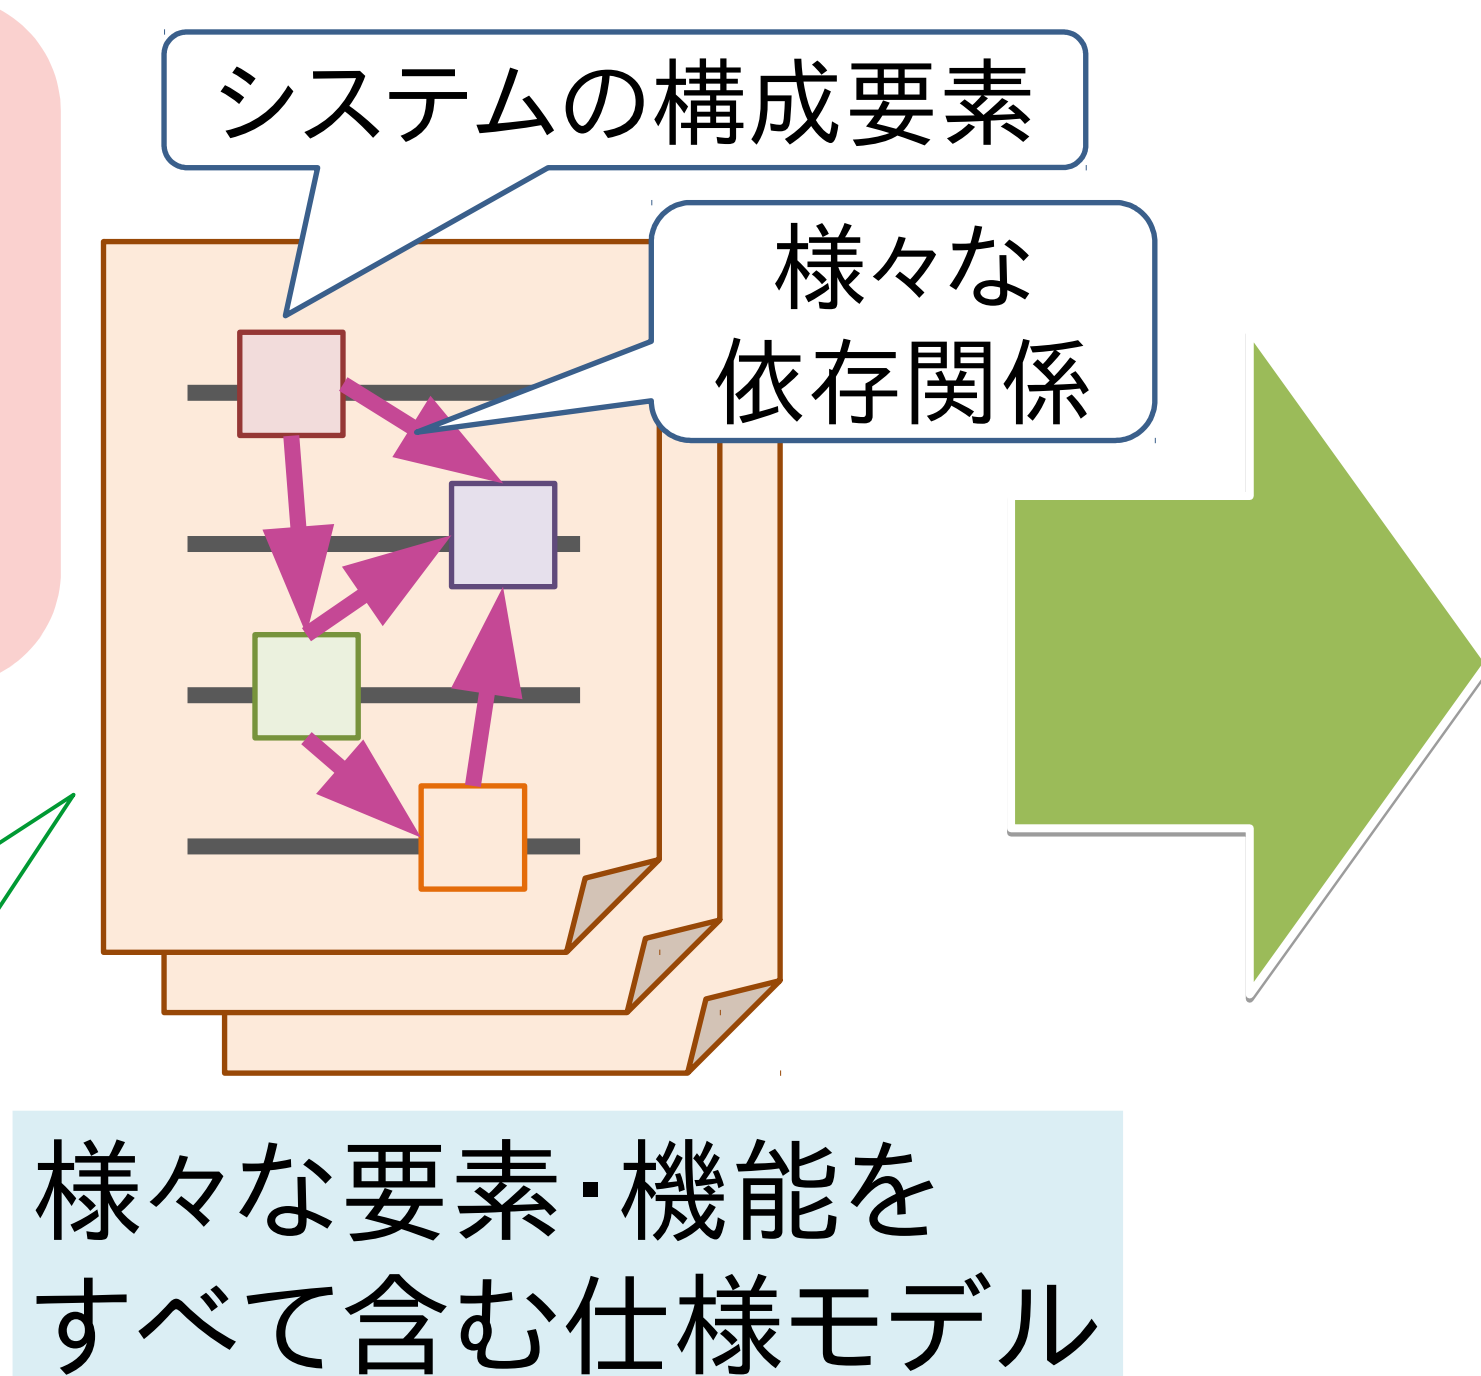 システムの構成要素
様々な
依存関係
様々な要素・機能を
すべて含む仕様モデル